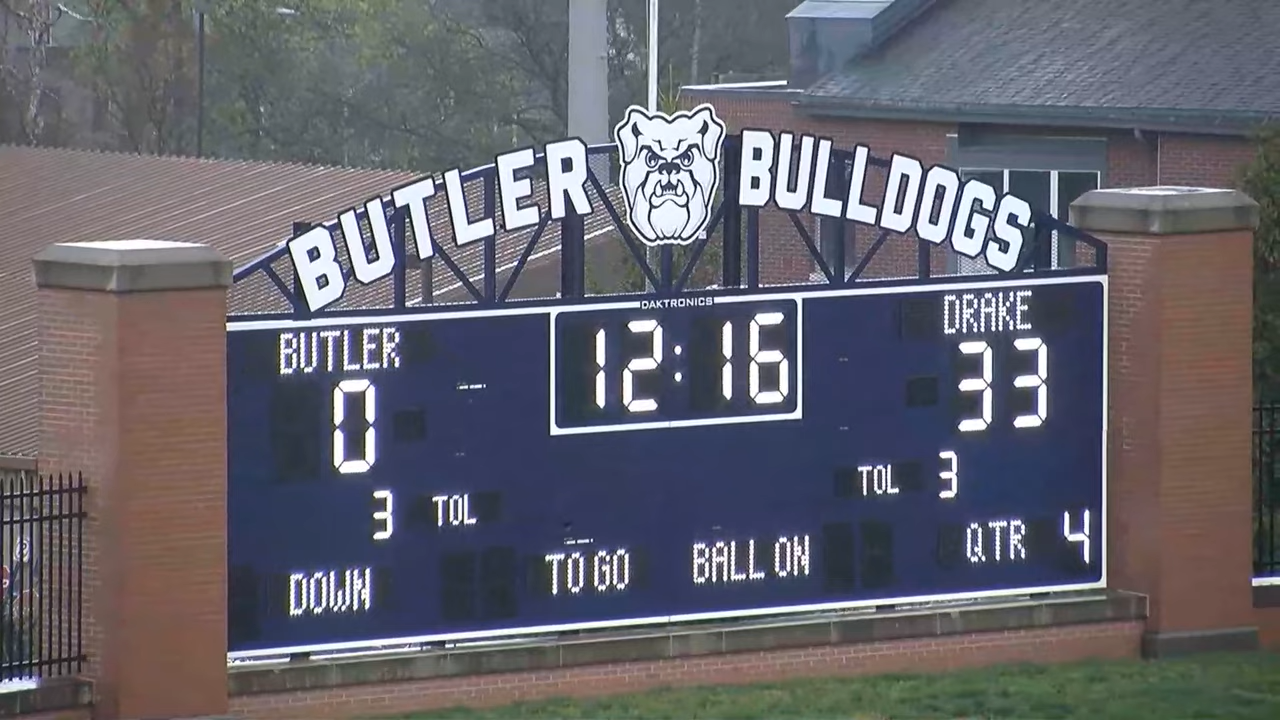 BUTLER BULLDOGS
DAKTRONICS
BUTLER 12:16 DRAKE
0 33
3 TOL TOL 3
DOWN TO GO BALL ON QTR 4